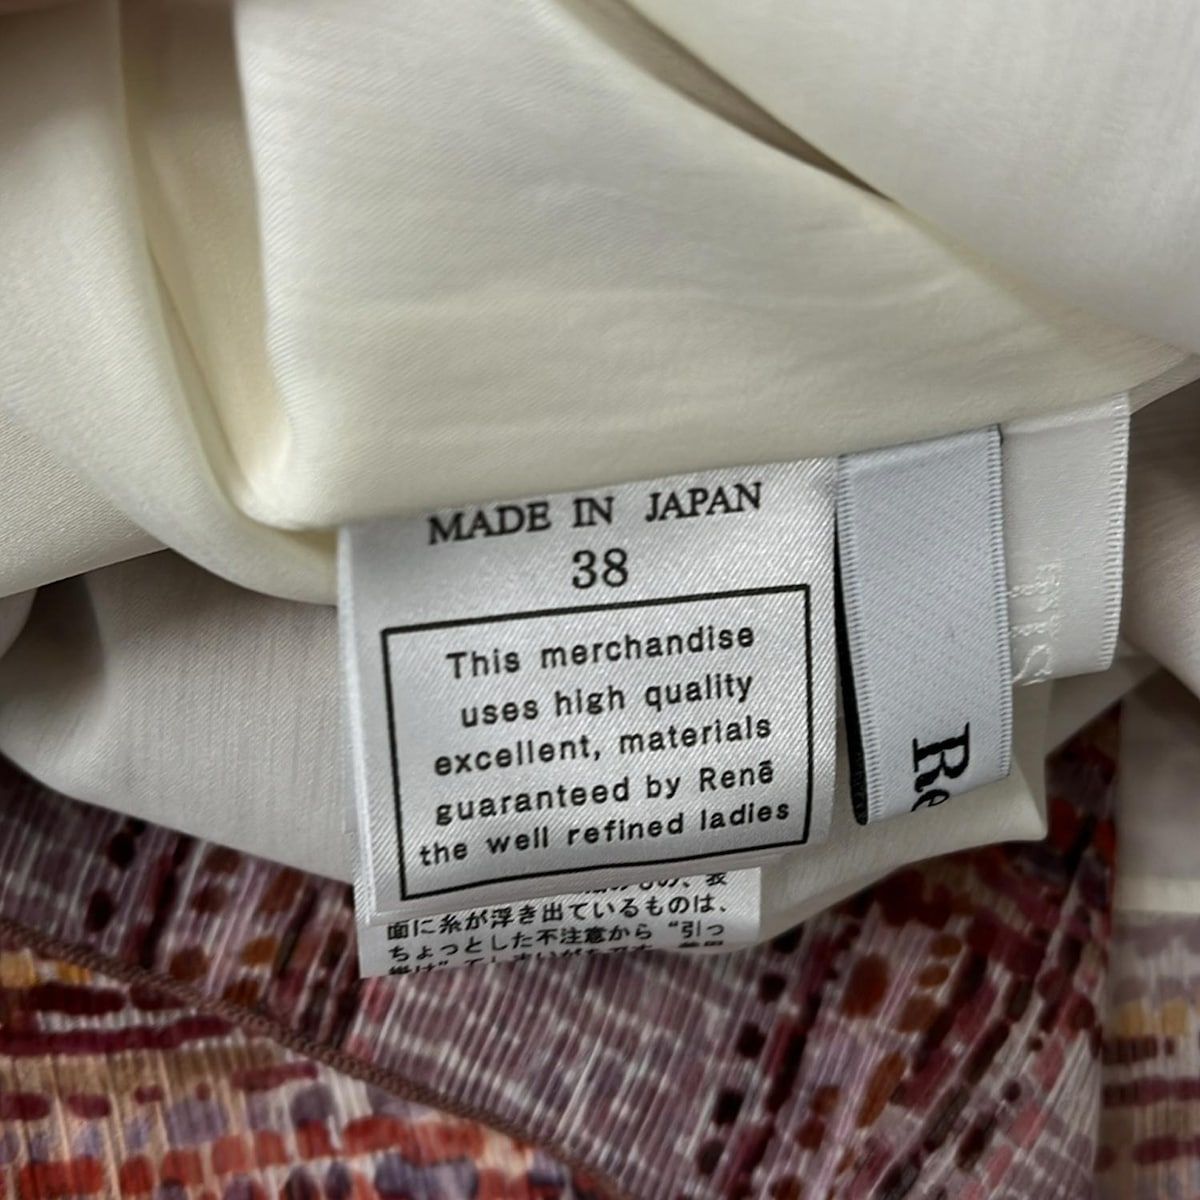 MADE IN JAPAN
38
This merchandise
uses high quality
excellent, materials
guaranteed by Renē
the well refined ladies
Re
面に糸が浮き出ているものは、
ちょっとした不注意から“引っ